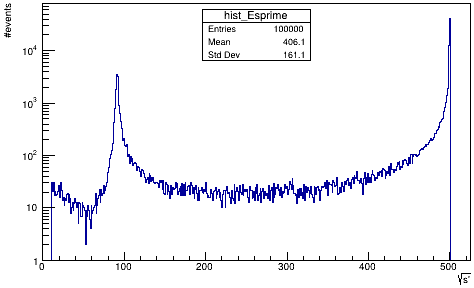 hist_Esprime
Entries 100000
Mean 406.1
Std Dev 161.1
#events
10⁴
10³
10²
10
1
0 100 200 300 400 500
√s'